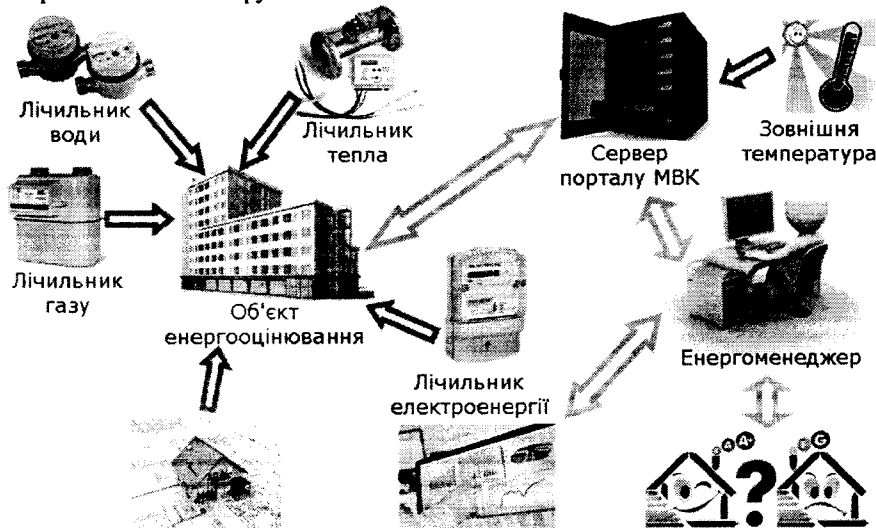 Лічильник
води
Лічильник
тепла
Сервер
порталу МВК
Зовнішня
температура
Лічильник
газу
Об'єкт
енергооцінювання
Лічильник
електроенергії
Енергоменеджер
A A+
G
?